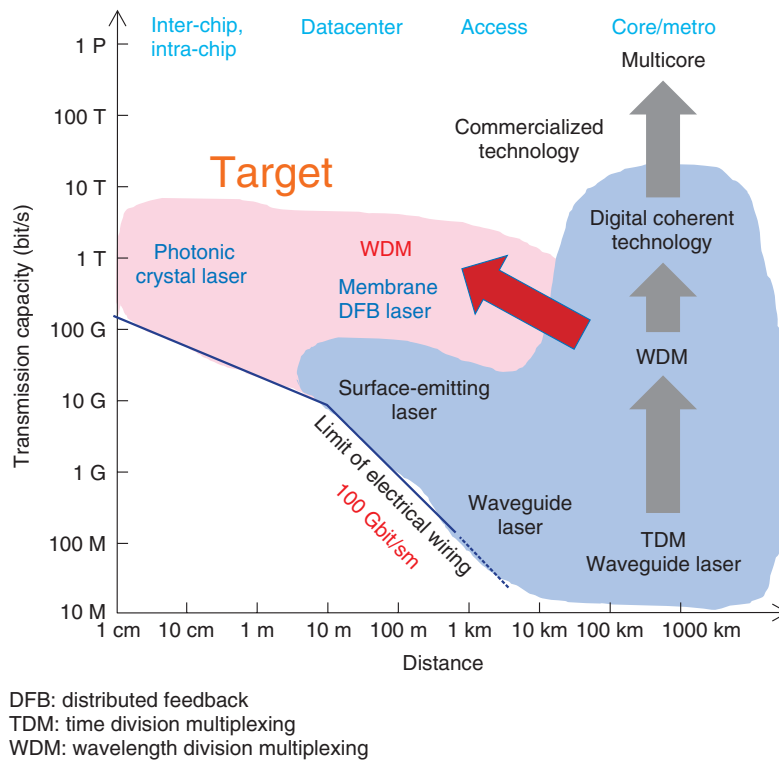 Inter-chip,
intra-chip
Datacenter
Access
Core/metro
Multicore
Commercialized
technology
Target
Digital coherent
technology
Photonic
crystal laser
WDM
Membrane
DFB laser
WDM
Surface-emitting
laser
Limit of electrical wiring
100 Gbit/sm
Waveguide
laser
TDM
Waveguide laser
Transmission capacity (bit/s)
1 P
100 T
10 T
1 T
100 G
10 G
1 G
100 M
10 M
1 cm
10 cm
1 m
10 m
100 m
1 km
10 km
100 km
1000 km
Distance
DFB: distributed feedback
TDM: time division multiplexing
WDM: wavelength division multiplexing